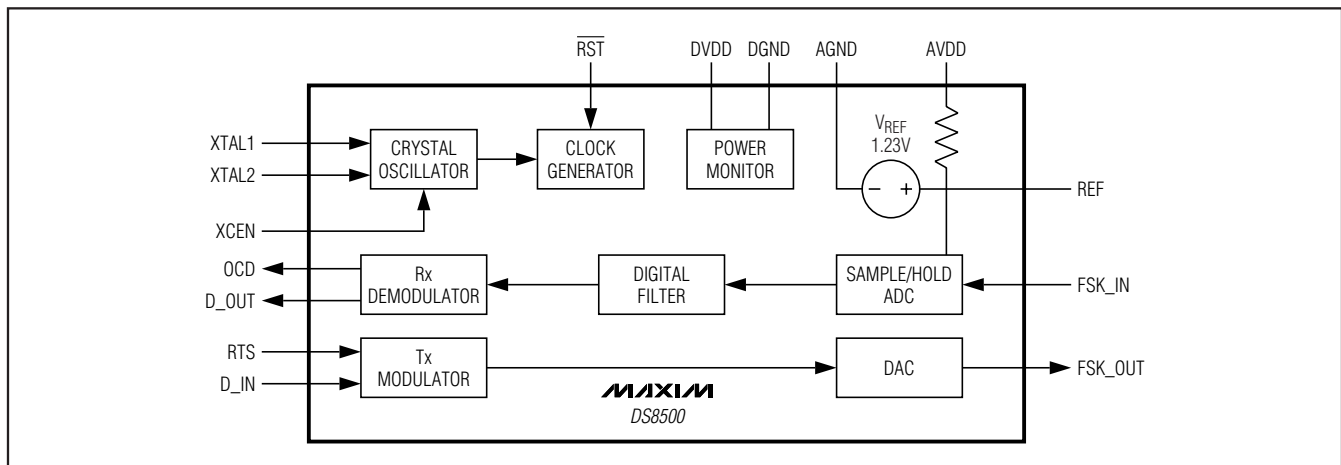 RST
DVDD
DGND
AGND
AVDD
XTAL1
XTAL2
XCEN
CRYSTAL
OSCILLATOR
CLOCK
GENERATOR
POWER
MONITOR
VREF
1.23V
– +
REF
OCD
D_OUT
Rx
DEMODULATOR
DIGITAL
FILTER
SAMPLE/HOLD
ADC
FSK_IN
RTS
D_IN
Tx
MODULATOR
DAC
FSK_OUT
MAXIM
DS8500